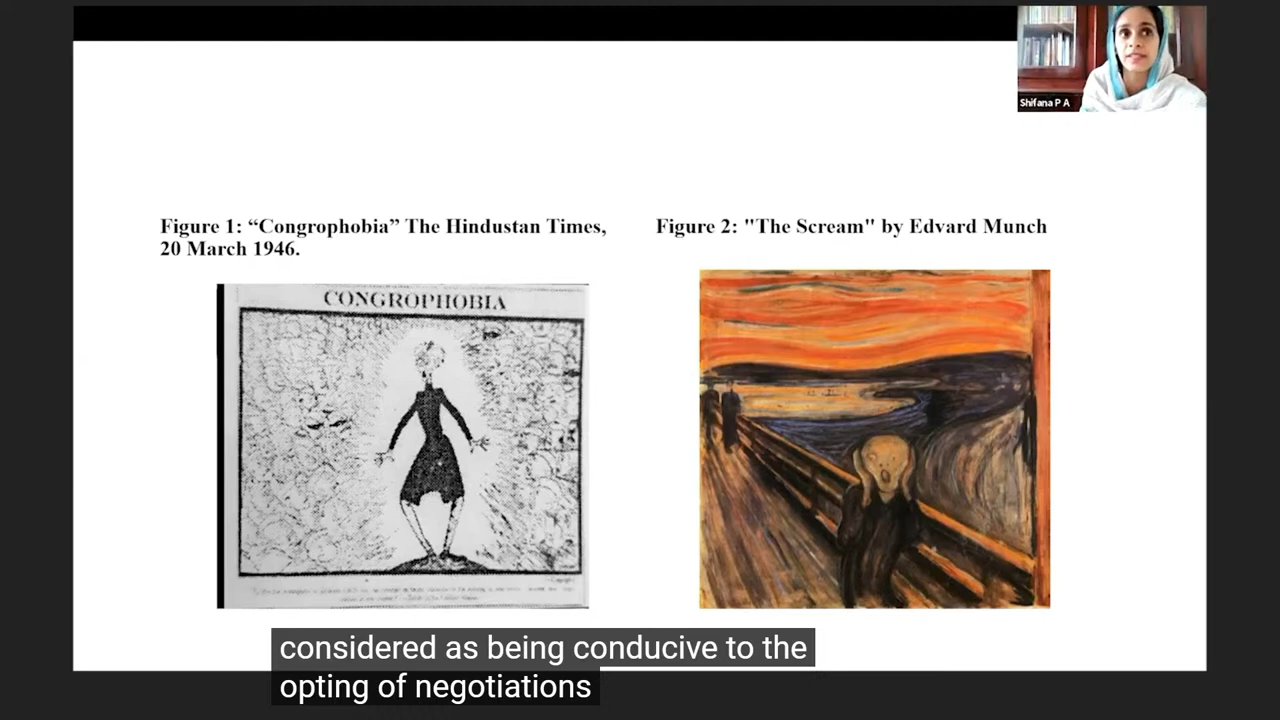 Shifana P A
Figure 1: “Congrophobia” The Hindustan Times,
20 March 1946.
Figure 2: "The Scream" by Edvard Munch
CONGROPHOBIA
considered as being conducive to the
opting of negotiations